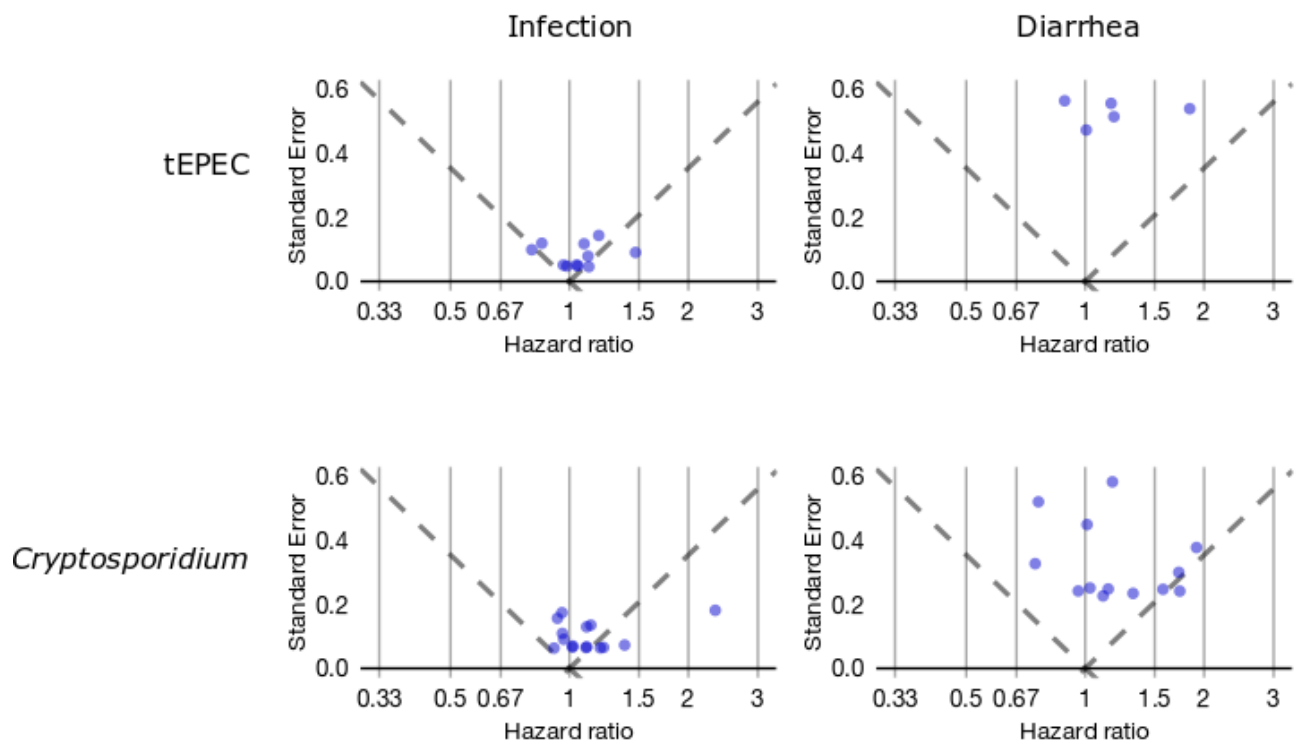 Infection Diarrhea
tEPEC
Standard Error
0.6
0.4
0.2
0.0
0.33 0.5 0.67 1 1.5 2 3
Hazard ratio
Standard Error
0.6
0.4
0.2
0.0
0.33 0.5 0.67 1 1.5 2 3
Hazard ratio
Cryptosporidium
Standard Error
0.6
0.4
0.2
0.0
0.33 0.5 0.67 1 1.5 2 3
Hazard ratio
Standard Error
0.6
0.4
0.2
0.0
0.33 0.5 0.67 1 1.5 2 3
Hazard ratio